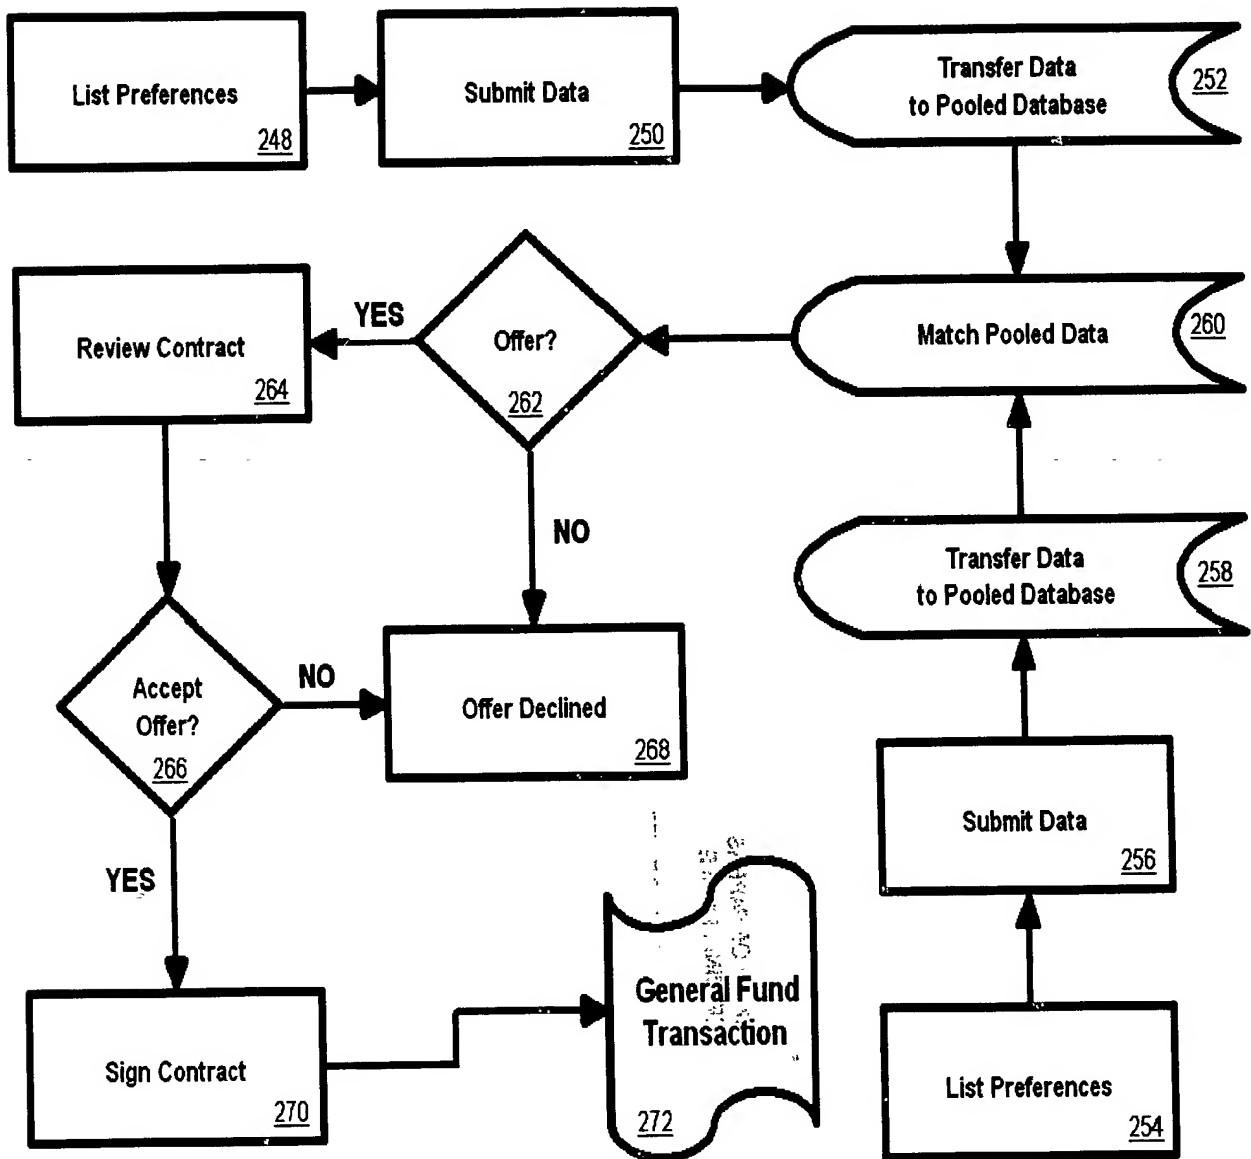 List Preferences
248
Submit Data
250
Transfer Data
to Pooled Database
252
Review Contract
264
YES
Offer?
262
Match Pooled Data
260
NO
Transfer Data
to Pooled Database
258
Accept
Offer?
266
NO
Offer Declined
268
Submit Data
256
YES
Sign Contract
270
General Fund
Transaction
272
List Preferences
254